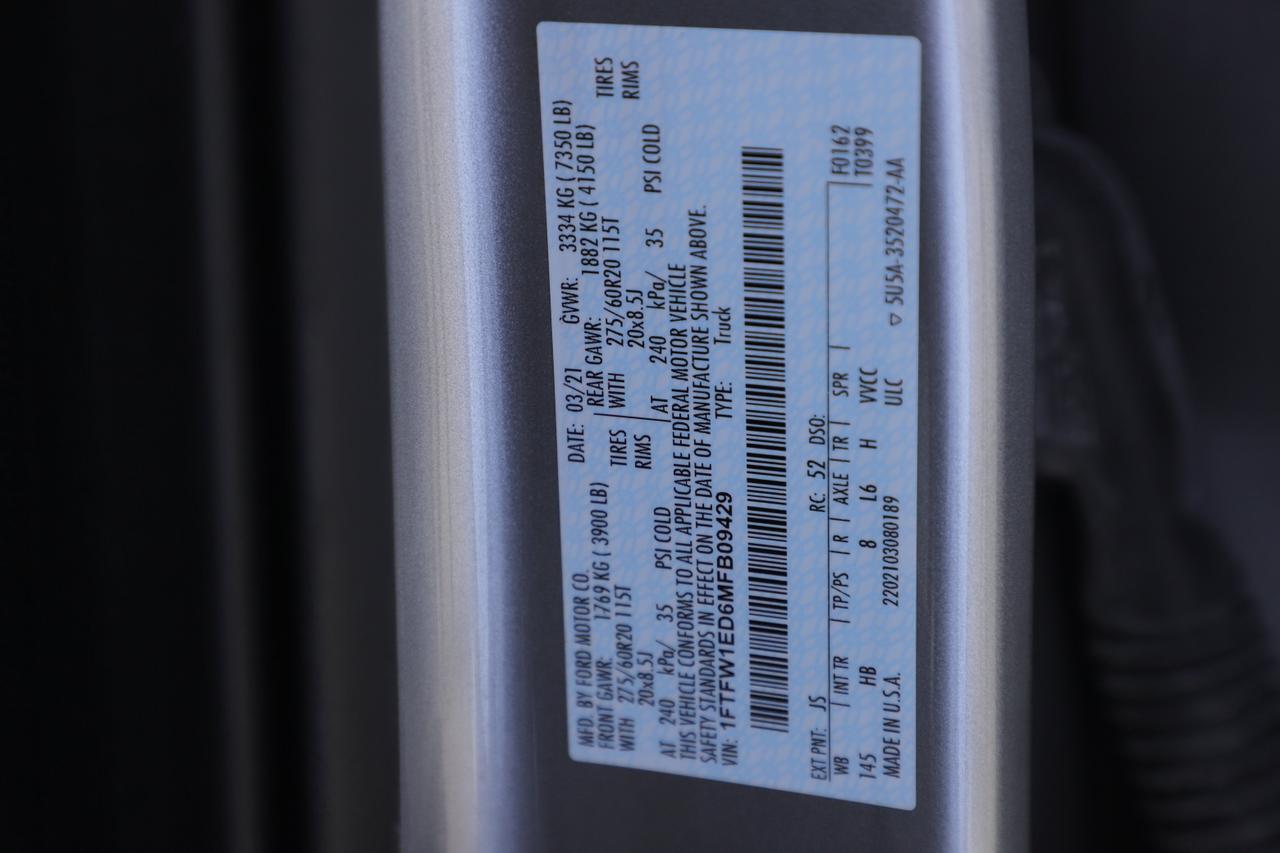 MFD. BY FORD MOTOR CO. DATE: 03/21 GVWR: 3334 KG ( 7350 LB)
FRONT GAWR: 1769 KG ( 3900 LB) REAR GAWR: 1882 KG ( 4150 LB)
WITH 275/60R20 115T TIRES WITH 275/60R20 115T TIRES
20x8.5J RIMS 20x8.5J RIMS
AT 240 kPa/ 35 PSI COLD AT 240 kPa/ 35 PSI COLD
THIS VEHICLE CONFORMS TO ALL APPLICABLE FEDERAL MOTOR VEHICLE
SAFETY STANDARDS IN EFFECT ON THE DATE OF MANUFACTURE SHOWN ABOVE.
VIN: 1FTFW1ED6MFB09429 TYPE: Truck
EXT PNT: JS RC: 52 DSO:
WB INT TR TP/PS R AXLE TR SPR F0162
145 HB 8 L6 H VVCC T0399
MADE IN U.S.A. 2202103080189 ULC ▽ 5U5A-3520472-AA